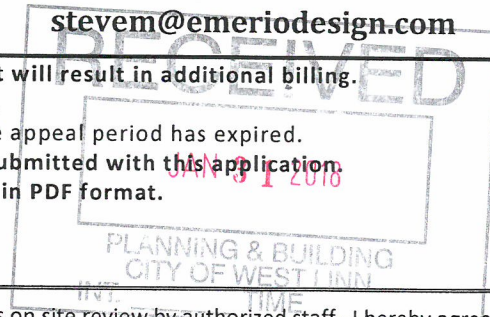 stevem@emeriodesign.com
RECEIVED
t will result in additional billing.
e appeal period has expired.
ubmitted with this application.
JAN 31 2018
in PDF format.
PLANNING & BUILDING
CITY OF WEST LINN
INT. TIME
s on site review by authorized staff. I hereby agree